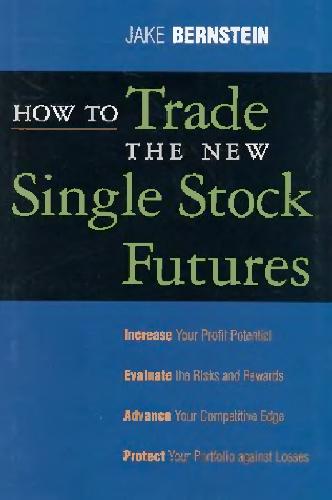 JAKE BERNSTEIN
HOW TO Trade
THE NEW
Single Stock
Futures
Increase Your Profit Potential
Evaluate the Risks and Rewards
Advance Your Competitive Edge
Protect Your Portfolio against Losses